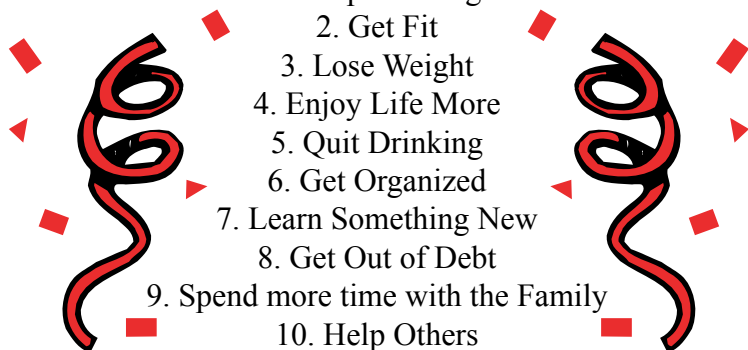 2. Get Fit
3. Lose Weight
4. Enjoy Life More
5. Quit Drinking
6. Get Organized
7. Learn Something New
8. Get Out of Debt
9. Spend more time with the Family
10. Help Others